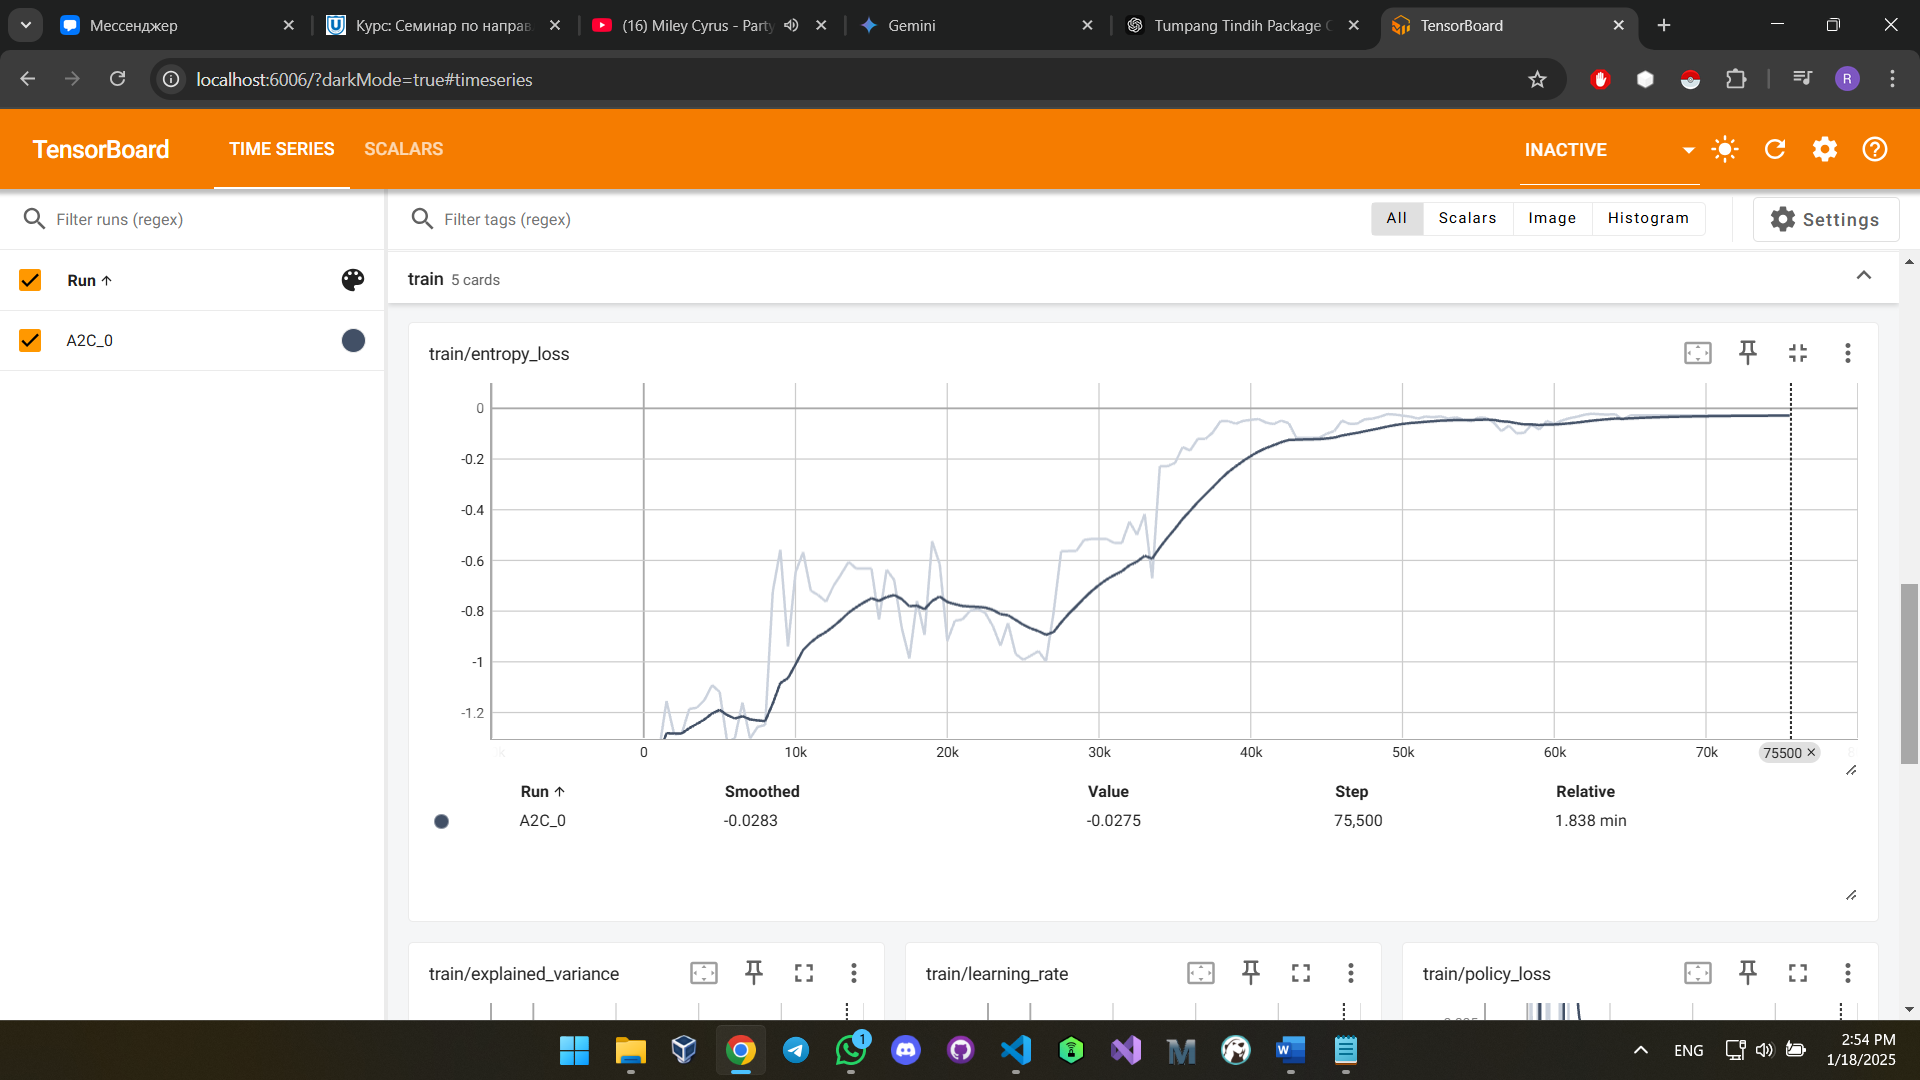 Мессенджер
Курс: Семинар по направ
(16) Miley Cyrus - Party
Gemini
Tumpang Tindih Package C
TensorBoard
localhost:6006/?darkMode=true#timeseries
R
TensorBoard
TIME SERIES
SCALARS
INACTIVE
Filter runs (regex)
Filter tags (regex)
All
Scalars
Image
Histogram
Settings
Run ↑
A2C_0
train 5 cards
train/entropy_loss
0
-0.2
-0.4
-0.6
-0.8
-1
-1.2
0
10k
20k
30k
40k
50k
60k
70k
75500 ×
Run ↑ Smoothed Value Step Relative
A2C_0 -0.0283 -0.0275 75,500 1.838 min
train/explained_variance
train/learning_rate
train/policy_loss
1
ENG
2:54 PM
1/18/2025